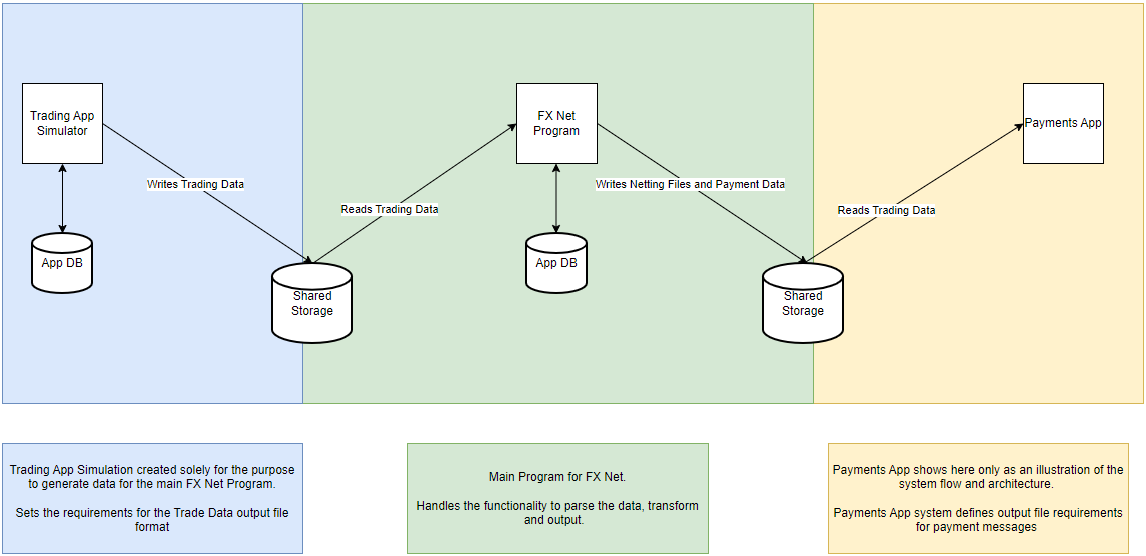 Trading App
Simulator
FX Net
Program
Payments App
Writes Trading Data
Writes Netting Files and Payment Data
Reads Trading Data
Reads Trading Data
App DB
App DB
Shared
Storage
Shared
Storage
Trading App Simulation created solely for the purpose
to generate data for the main FX Net Program.
Sets the requirements for the Trade Data output file
format
Main Program for FX Net.
Handles the functionality to parse the data, transform
and output.
Payments App shows here only as an illustration of the
system flow and architecture.
Payments App system defines output file requirements
for payment messages